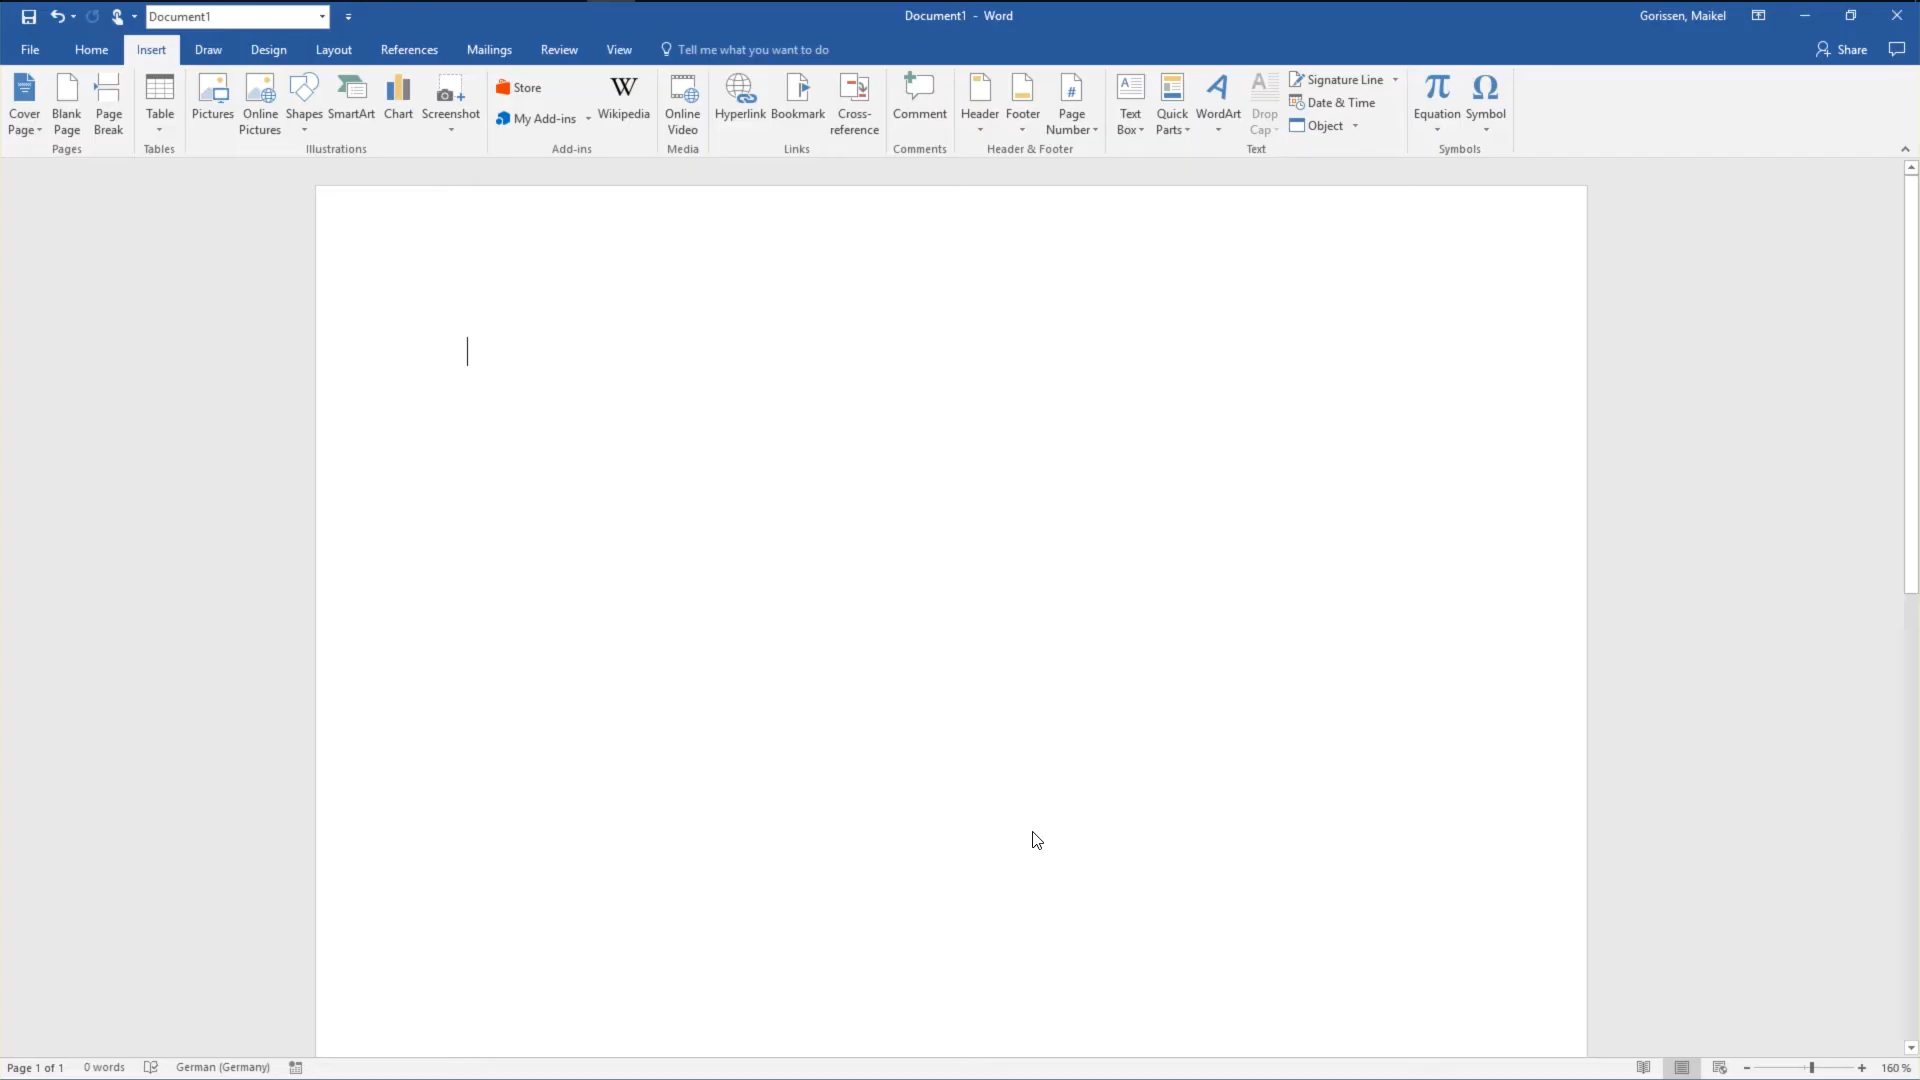 Document1
Document1 - Word
Gorissen, Maikel
File Home Insert Draw Design Layout References Mailings Review View Tell me what you want to do Share
Cover Page
Blank Page
Page Break
Pages
Table
Tables
Pictures
Online Pictures
Shapes
SmartArt
Chart
Screenshot
Illustrations
Store
My Add-ins
W
Wikipedia
Add-ins
Online Video
Media
Hyperlink
Bookmark
Cross-reference
Links
Comment
Comments
Header
Footer
#
Page Number
Header & Footer
A
Text Box
Quick Parts
A
WordArt
A
Drop Cap
Signature Line
Date & Time
Object
Text
π
Equation
Ω
Symbol
Symbols
Page 1 of 1 0 words German (Germany) 160 %